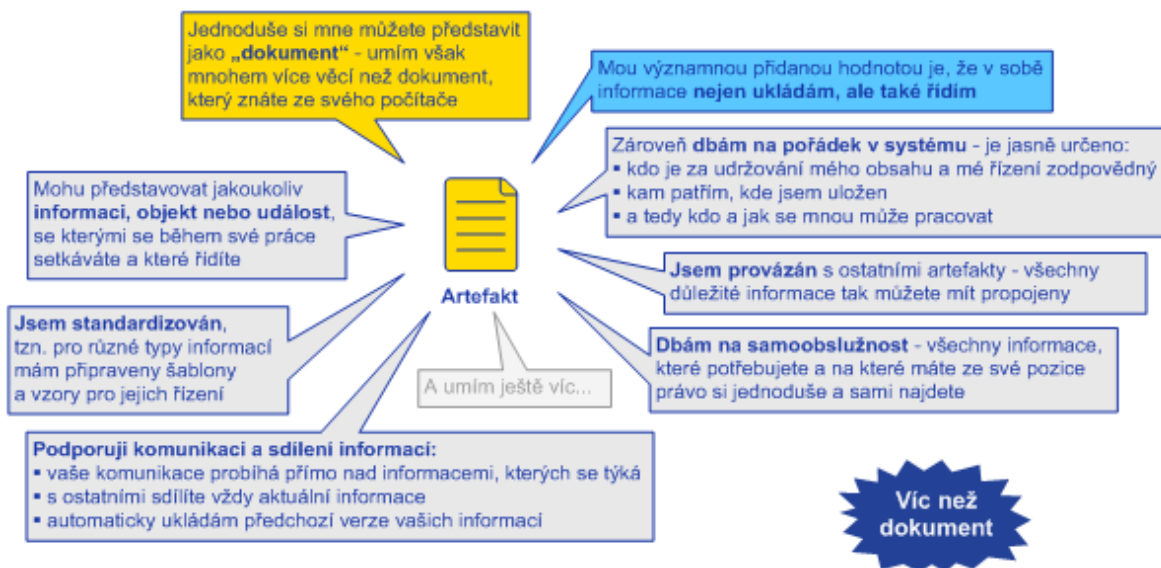 Jednoduše si mne můžete představit
jako „dokument“ - umím však
mnohem více věcí než dokument,
který znáte ze svého počítače
Mou významnou přidanou hodnotou je, že v sobě
informace nejen ukládám, ale také řídím
Zároveň dbám na pořádek v systému - je jasně určeno:
▪ kdo je za udržování mého obsahu a mé řízení zodpovědný
▪ kam patřím, kde jsem uložen
▪ a tedy kdo a jak se mnou může pracovat
Mohu představovat jakoukoliv
informaci, objekt nebo událost,
se kterými se během své práce
setkáváte a které řídíte
Artefakt
Jsem provázán s ostatními artefakty - všechny
důležité informace tak můžete mít propojeny
Jsem standardizován,
tzn. pro různé typy informací
mám připraveny šablony
a vzory pro jejich řízení
A umím ještě víc...
Dbám na samoobslužnost - všechny informace,
které potřebujete a na které máte ze své pozice
právo si jednoduše a sami najdete
Podporuji komunikaci a sdílení informací:
▪ vaše komunikace probíhá přímo nad informacemi, kterých se týká
▪ s ostatními sdílíte vždy aktuální informace
▪ automaticky ukládám předchozí verze vašich informací
Víc než
dokument